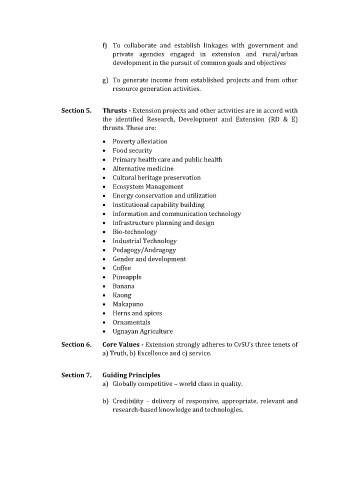 f) To collaborate and establish linkages with government and
private agencies engaged in extension and rural/urban
development in the pursuit of common goals and objectives
g) To generate income from established projects and from other
resource generation activities.
Section 5. Thrusts - Extension projects and other activities are in accord with
the identified Research, Development and Extension (RD & E)
thrusts. These are:
• Poverty alleviation
• Food security
• Primary health care and public health
• Alternative medicine
• Cultural heritage preservation
• Ecosystem Management
• Energy conservation and utilization
• Institutional capability building
• Information and communication technology
• Infrastructure planning and design
• Bio-technology
• Industrial Technology
• Pedagogy/Andragogy
• Gender and development
• Coffee
• Pineapple
• Banana
• Kaong
• Makapuno
• Herns and spices
• Ornamentals
• Ugnayan Agriculture
Section 6. Core Values - Extension strongly adheres to CvSU's three tenets of
a) Truth, b) Excellence and c) service.
Section 7. Guiding Principles
a) Globally competitive – world class in quality.
b) Credibility – delivery of responsive, appropriate, relevant and
research-based knowledge and technologies.